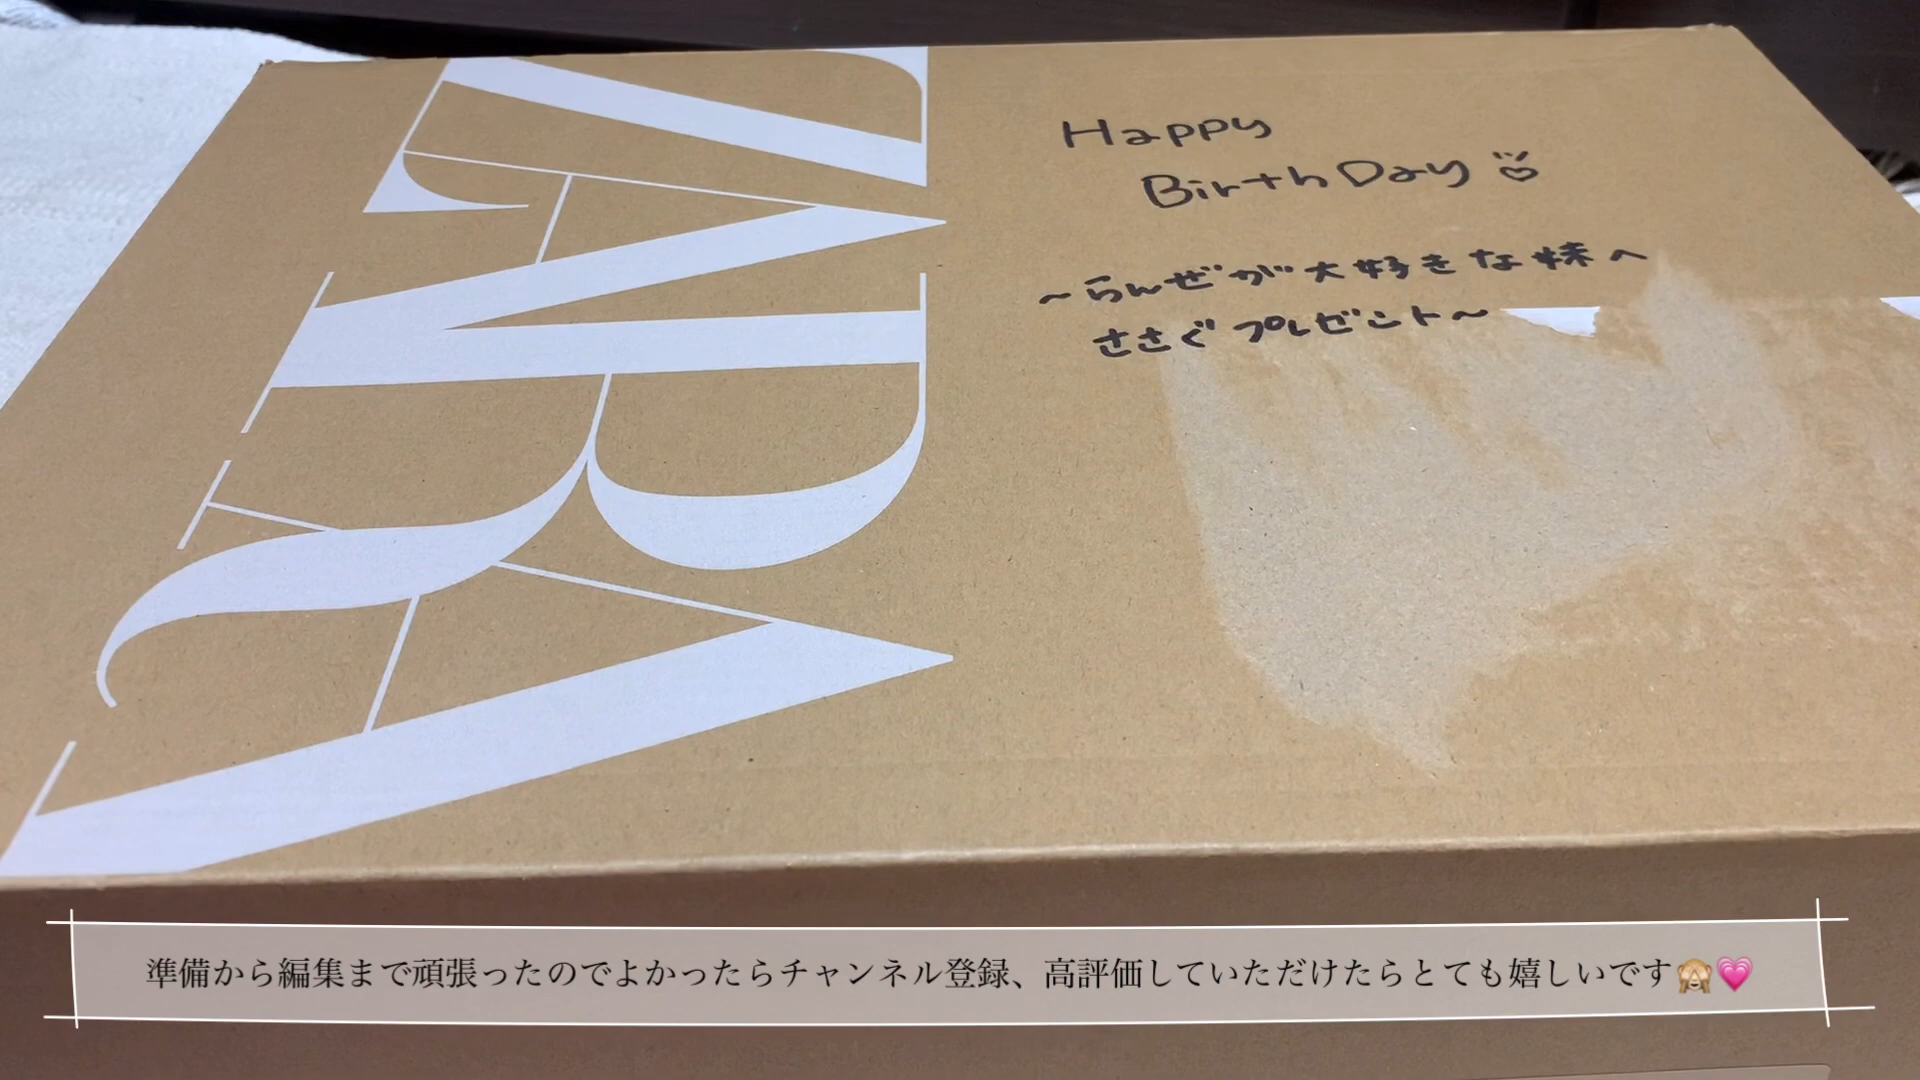 ZARA
Happy
BirthDay
～らんぜが大好きな妹へ
ささぐプレゼント～
準備から編集まで頑張ったのでよかったらチャンネル登録、高評価していただけたらとても嬉しいです🙈💗